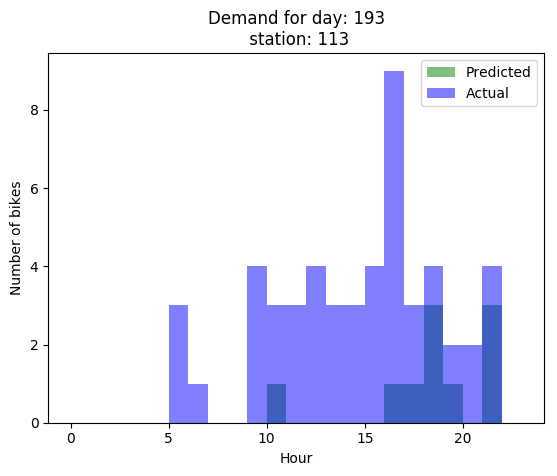 Demand for day: 193
station: 113
Predicted
Actual
Number of bikes
8
6
4
2
0
0
5
10
15
20
Hour